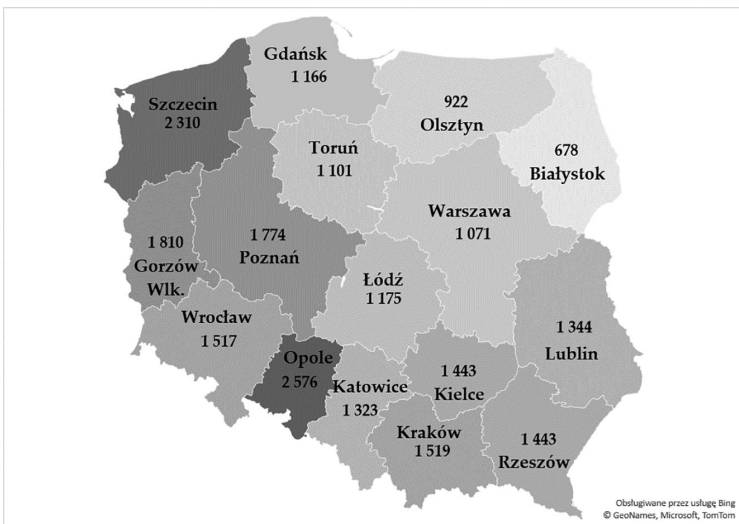 Gdańsk
1 166
Szczecin
2 310
922
Olsztyn
678
Białystok
Toruń
1 101
Warszawa
1 071
1 774
Poznań
1 810
Gorzów
Wlk.
Łódź
1 175
Wrocław
1 517
1 344
Lublin
Opole
2 576
Katowice
1 323
1 443
Kielce
Kraków
1 519
1 443
Rzeszów
Obsługiwane przez usługę Bing
© GeoNames, Microsoft, TomTom